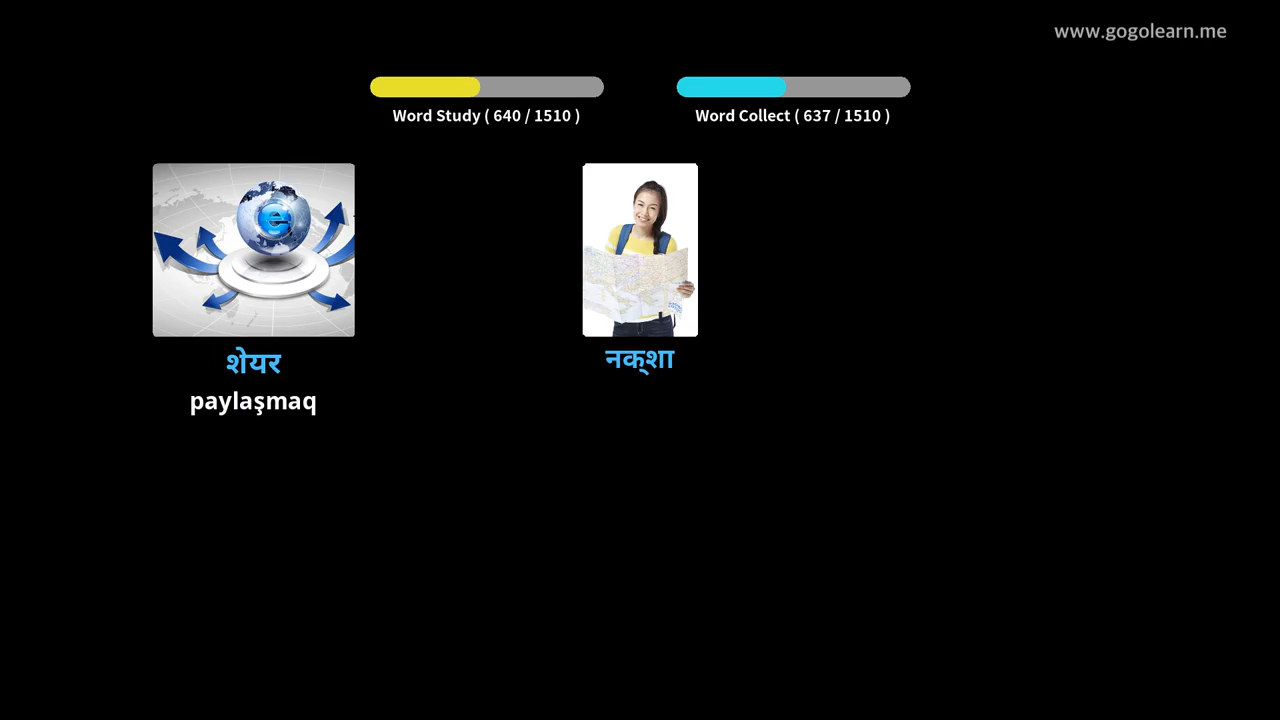 www.gogolearn.me
Word Study ( 640 / 1510 )
Word Collect ( 637 / 1510 )
e
शेयर
paylaşmaq
नक्शा